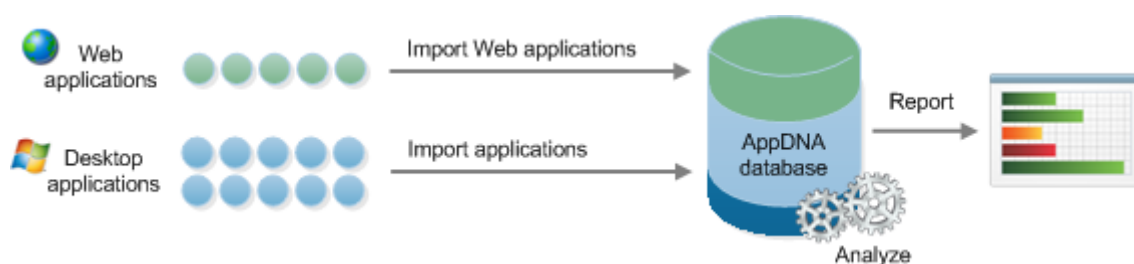 Web
applications
Import Web applications
Desktop
applications
Import applications
AppDNA
database
Analyze
Report